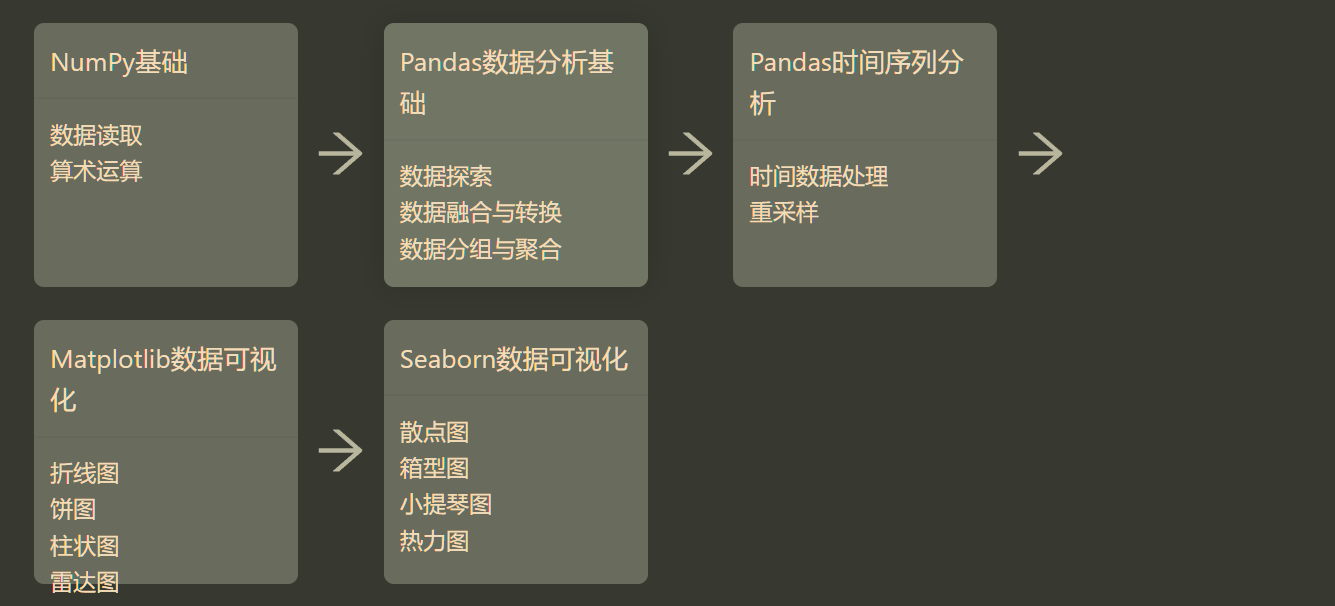 NumPy基础
数据读取
算术运算
Pandas数据分析基
础
数据探索
数据融合与转换
数据分组与聚合
Pandas时间序列分
析
时间数据处理
重采样
Matplotlib数据可视
化
折线图
饼图
柱状图
雷达图
Seaborn数据可视化
散点图
箱型图
小提琴图
热力图